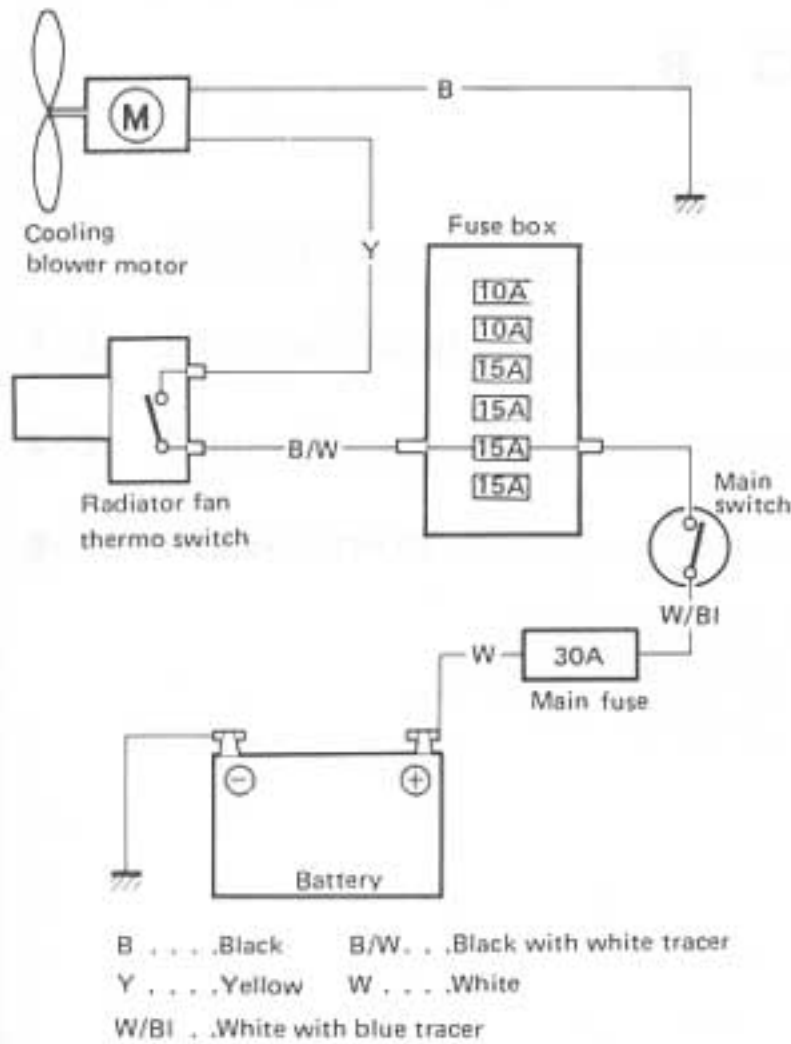 B
M
Cooling
blower motor
Y
Fuse box
10A
10A
15A
15A
15A
15A
B/W
Radiator fan
thermo switch
Main
switch
W/Bl
W
30A
Main fuse
−
+
Battery
B . . . .Black B/W. . .Black with white tracer
Y . . . .Yellow W . . . .White
W/Bl . .White with blue tracer